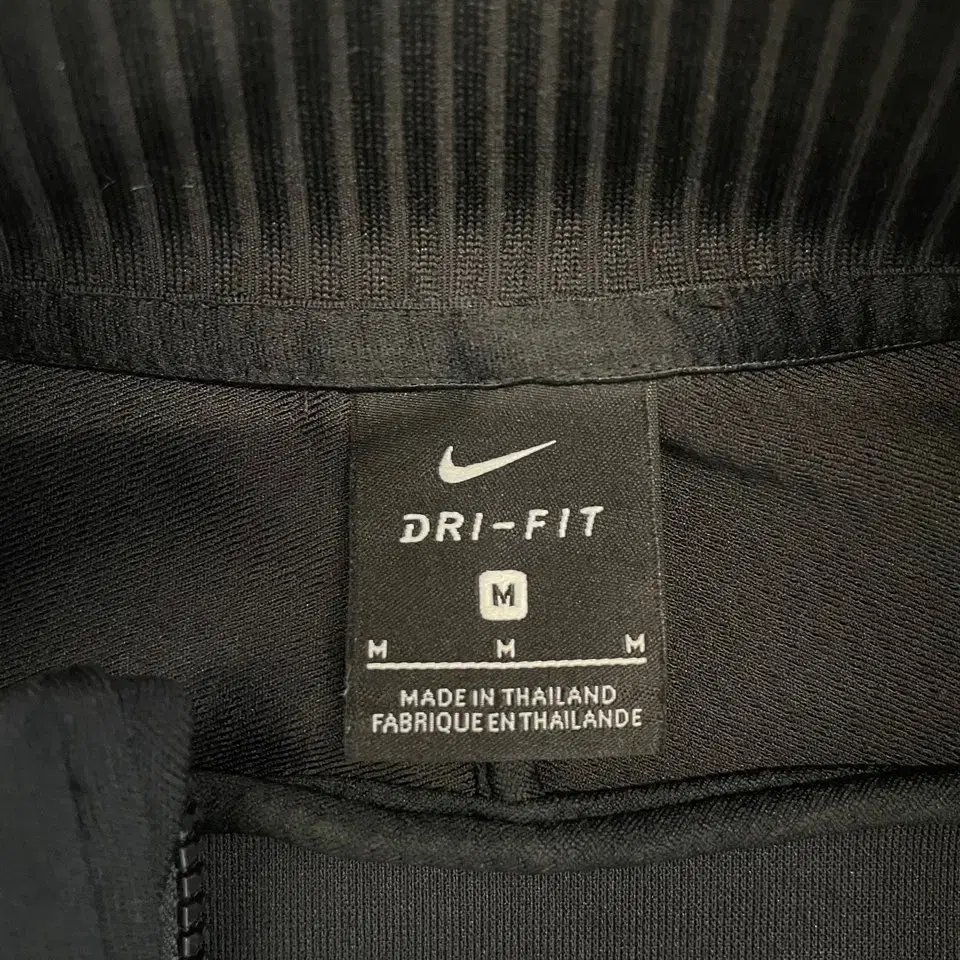 DRI-FIT
M
M M M
MADE IN THAILAND
FABRIQUE EN THAILANDE